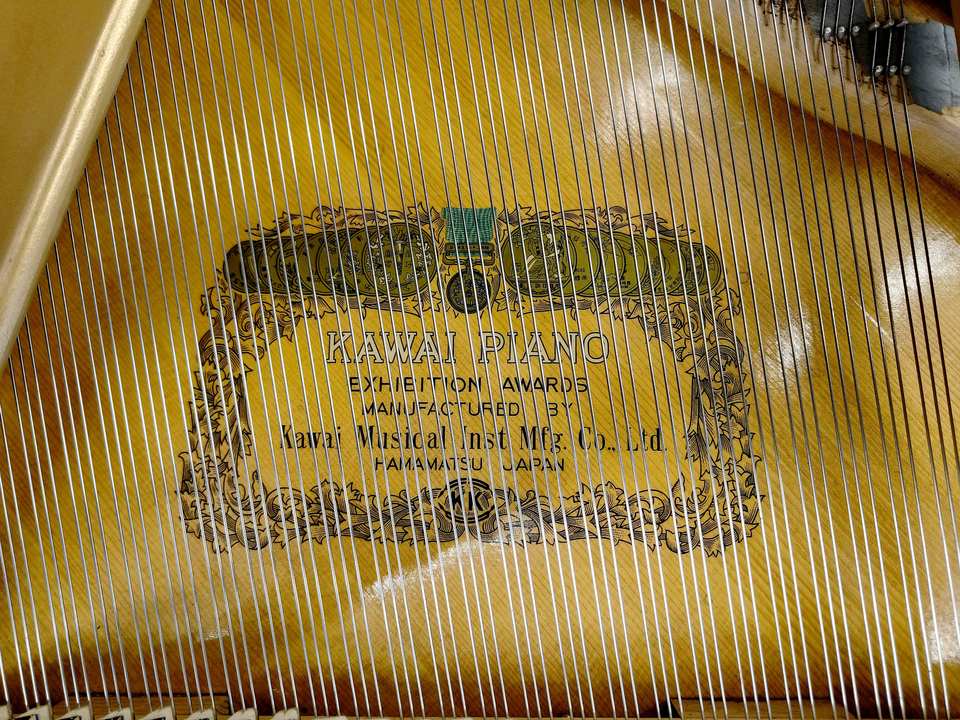 KAWAI PIANO
EXHIBITION AWARDS
MANUFACTURED BY
Kawai Musical Inst Mfg. Co., Ltd.
HAMAMATSU JAPAN